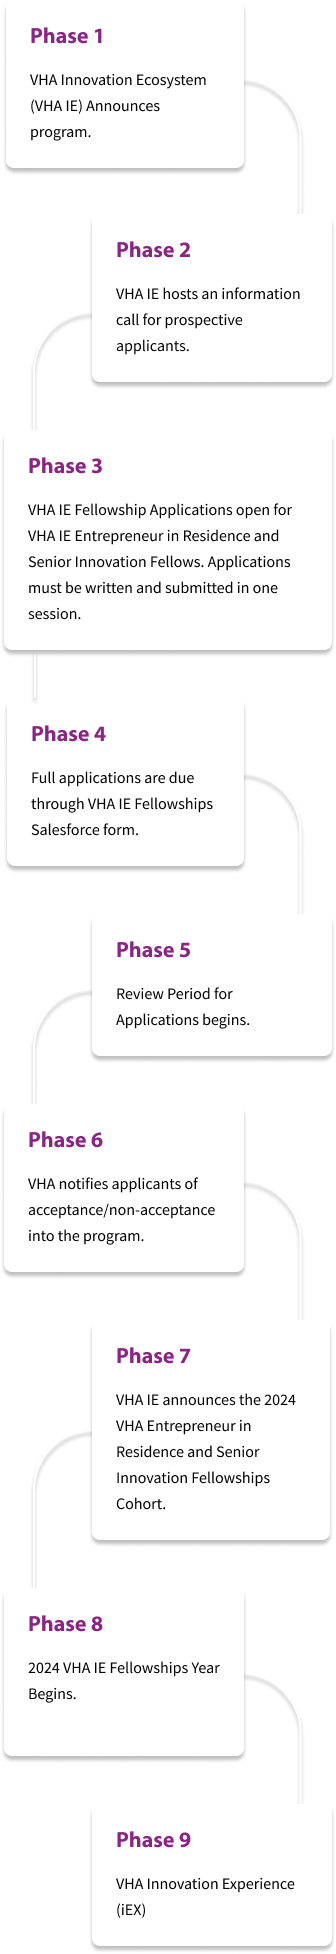 Phase 1
VHA Innovation Ecosystem
(VHA IE) Announces
program.
Phase 2
VHA IE hosts an information
call for prospective
applicants.
Phase 3
VHA IE Fellowship Applications open for
VHA IE Entrepreneur in Residence and
Senior Innovation Fellows. Applications
must be written and submitted in one
session.
Phase 4
Full applications are due
through VHA IE Fellowships
Salesforce form.
Phase 5
Review Period for
Applications begins.
Phase 6
VHA notifies applicants of
acceptance/non-acceptance
into the program.
Phase 7
VHA IE announces the 2024
VHA Entrepreneur in
Residence and Senior
Innovation Fellowships
Cohort.
Phase 8
2024 VHA IE Fellowships Year
Begins.
Phase 9
VHA Innovation Experience
(iEX)